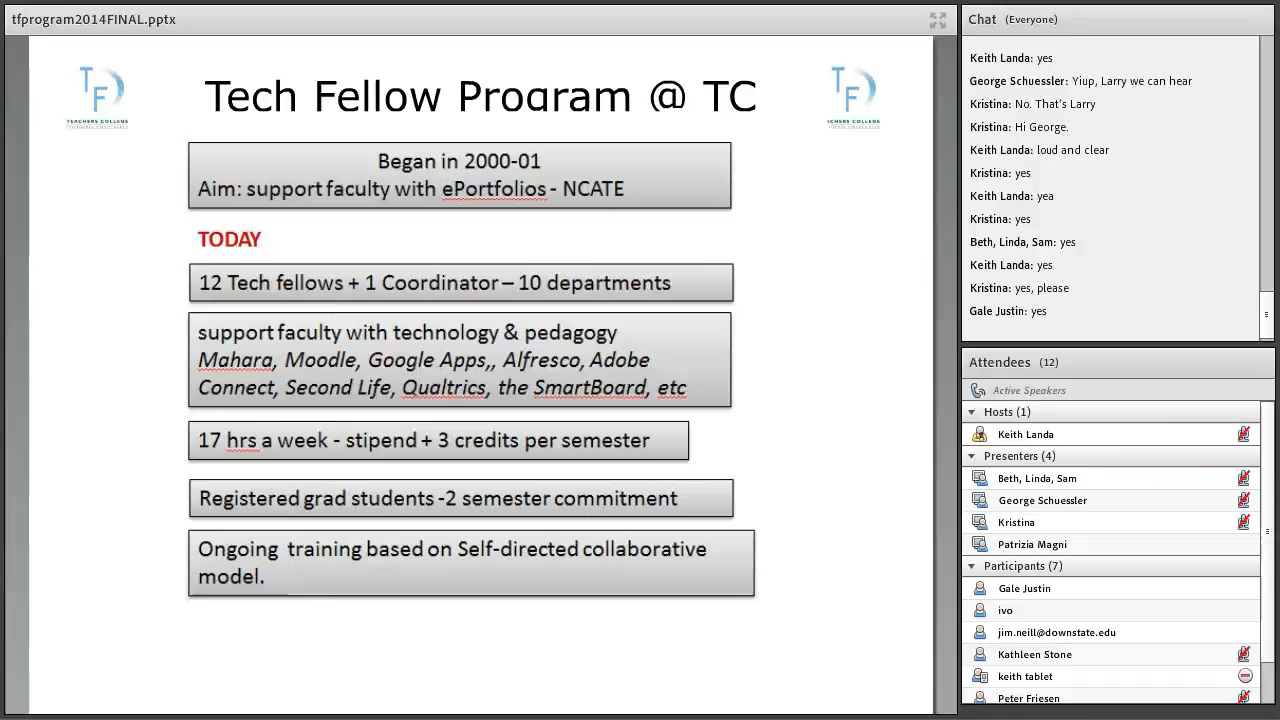 tfprogram2014FINAL.pptx
TF
TEACHERS COLLEGE
Tech Fellow Program @ TC
TF
Began in 2000-01
Aim: support faculty with ePortfolios - NCATE
TODAY
12 Tech fellows + 1 Coordinator – 10 departments
support faculty with technology & pedagogy
Mahara, Moodle, Google Apps,, Alfresco, Adobe
Connect, Second Life, Qualtrics, the SmartBoard, etc
17 hrs a week - stipend + 3 credits per semester
Registered grad students -2 semester commitment
Ongoing  training based on Self-directed collaborative
model.
Chat (Everyone)
Keith Landa: yes
George Schuessler: Yiup, Larry we can hear
Kristina: No. That's Larry
Kristina: Hi George.
Keith Landa: loud and clear
Kristina: yes
Keith Landa: yea
Kristina: yes
Beth, Linda, Sam: yes
Keith Landa: yes
Kristina: yes, please
Gale Justin: yes
Attendees (12)
Active Speakers
Hosts (1)
Keith Landa
Presenters (4)
Beth, Linda, Sam
George Schuessler
Kristina
Patrizia Magni
Participants (7)
Gale Justin
ivo
jim.neill@downstate.edu
Kathleen Stone
keith tablet
Peter Friesen